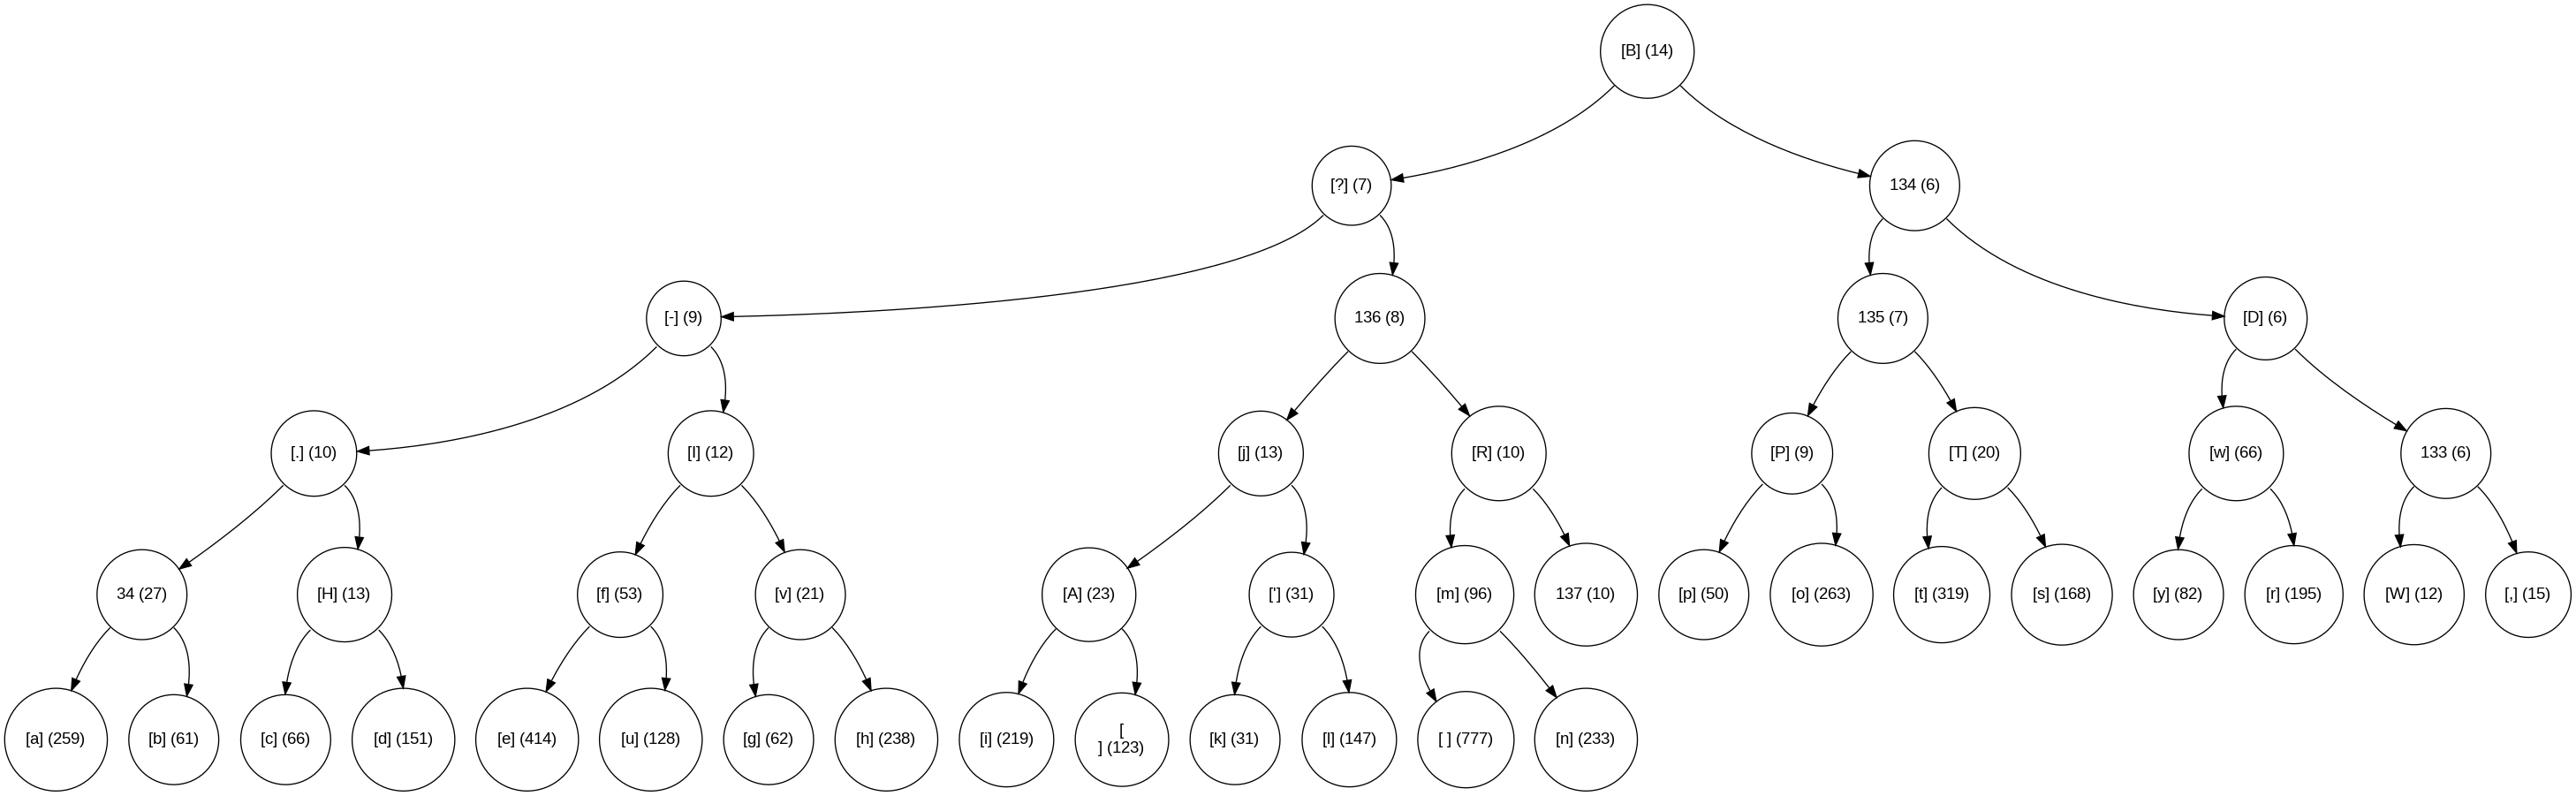 [B] (14)
[?] (7)
134 (6)
[-] (9)
136 (8)
135 (7)
[D] (6)
[.] (10)
[I] (12)
[j] (13)
[R] (10)
[P] (9)
[T] (20)
[w] (66)
133 (6)
34 (27)
[H] (13)
[f] (53)
[v] (21)
[A] (23)
['] (31)
[m] (96)
137 (10)
[p] (50)
[o] (263)
[t] (319)
[s] (168)
[y] (82)
[r] (195)
[W] (12)
[,] (15)
[a] (259)
[b] (61)
[c] (66)
[d] (151)
[e] (414)
[u] (128)
[g] (62)
[h] (238)
[i] (219)
[
] (123)
[k] (31)
[l] (147)
[ ] (777)
[n] (233)